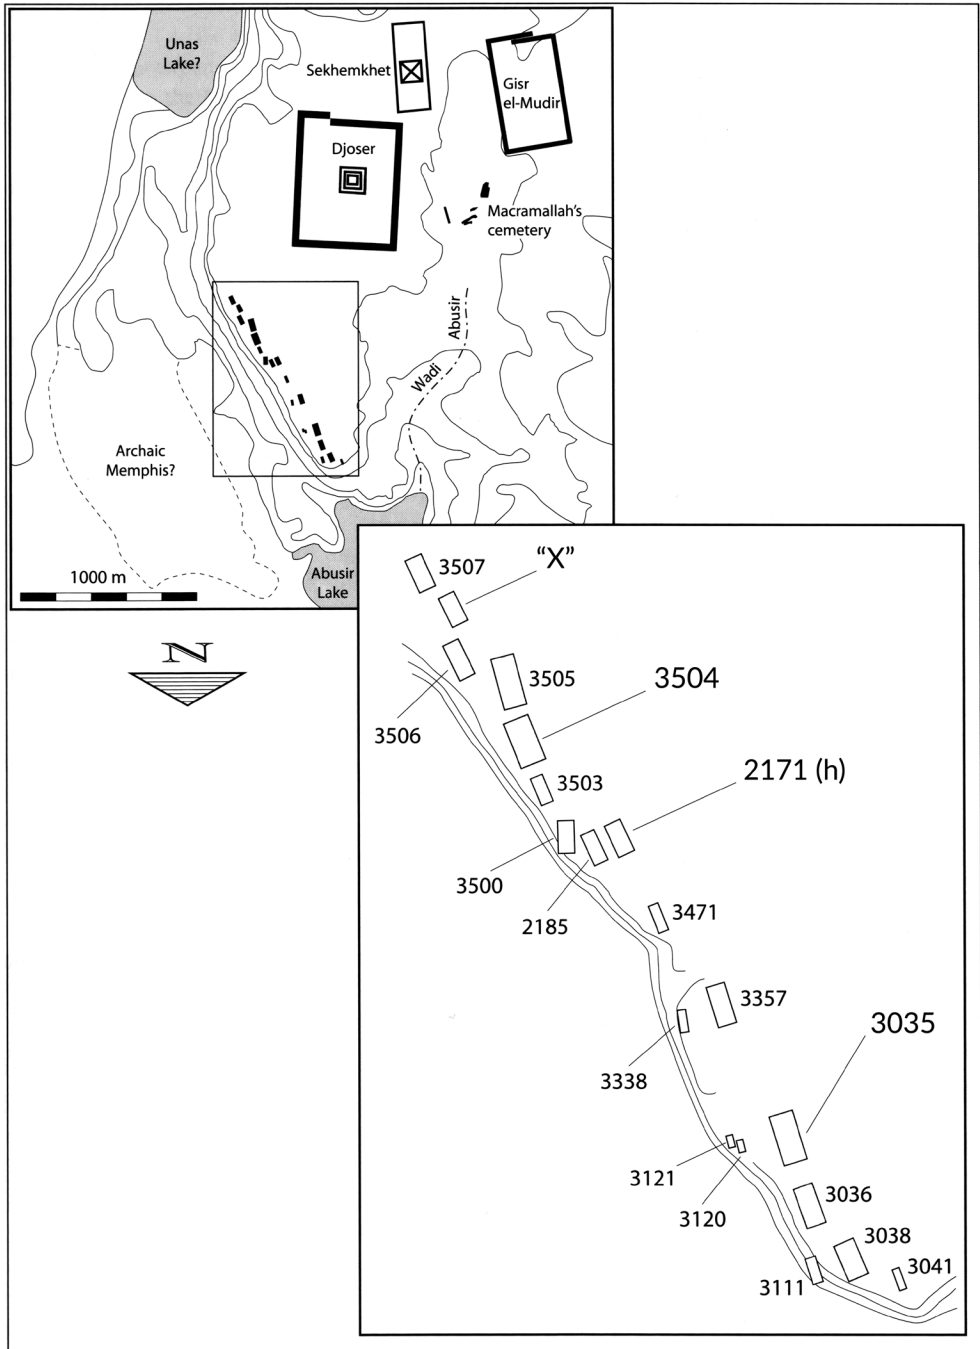 Unas
Lake?
Sekhemkhet
Gisr
el-Mudir
Djoser
Macramallah's
cemetery
Wadi Abusir
Archaic
Memphis?
1000 m
Abusir
Lake
N
3507
"X"
3505
3504
3506
3503
2171 (h)
3500
2185
3471
3357
3035
3338
3121
3036
3120
3038
3041
3111